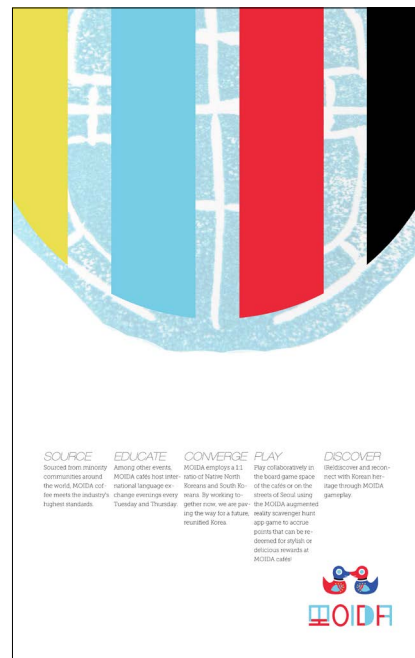 SOURCE
Sourced from minority
communities around
the world, MOIDA cof-
fee meets the industry's
highest standards.
EDUCATE
Among other events,
MOIDA cafés host inter-
national language ex-
change evenings every
Tuesday and Thursday.
CONVERGE
MOIDA employs a 1:1
ratio of Native North
Koreans and South Ko-
reans. By working to-
gether now, we are pav-
ing the way for a future,
reunified Korea.
PLAY
Play collaboratively in
the board game space
of the cafés or on the
streets of Seoul using
the MOIDA augmented
reality scavenger hunt
app game to accrue
points that can be re-
deemed for stylish or
delicious rewards at
MOIDA cafés!
DISCOVER
(Re)discover and recon-
nect with Korean her-
itage through MOIDA
gameplay.
모OIDA